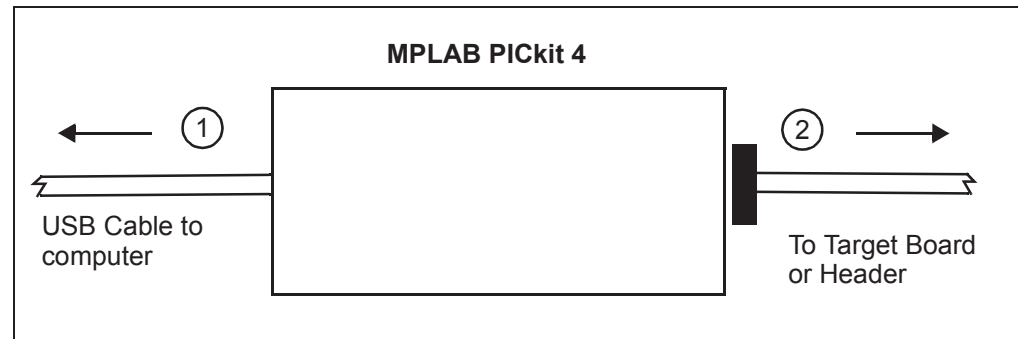 MPLAB PICkit 4
1
2
USB Cable to
computer
To Target Board
or Header